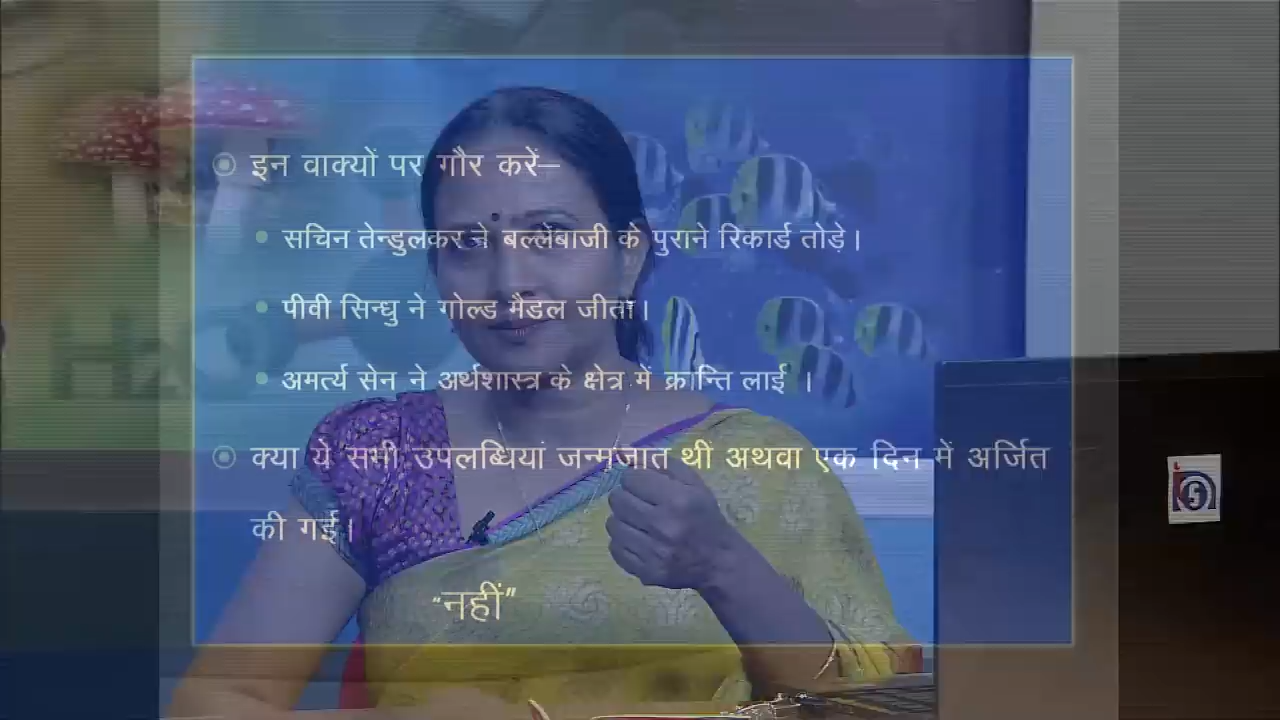 इन वाक्यों पर गौर करें–
सचिन तेन्डुलकर ने बल्लेबाजी के पुराने रिकार्ड तोड़े।
पीवी सिन्धु ने गोल्ड मैडल जीता।
अमर्त्य सेन ने अर्थशास्त्र के क्षेत्र में क्रान्ति लाई ।
क्या ये सभी उपलब्धियां जन्मजात थीं अथवा एक दिन में अर्जित
की गई।
“नहीं”